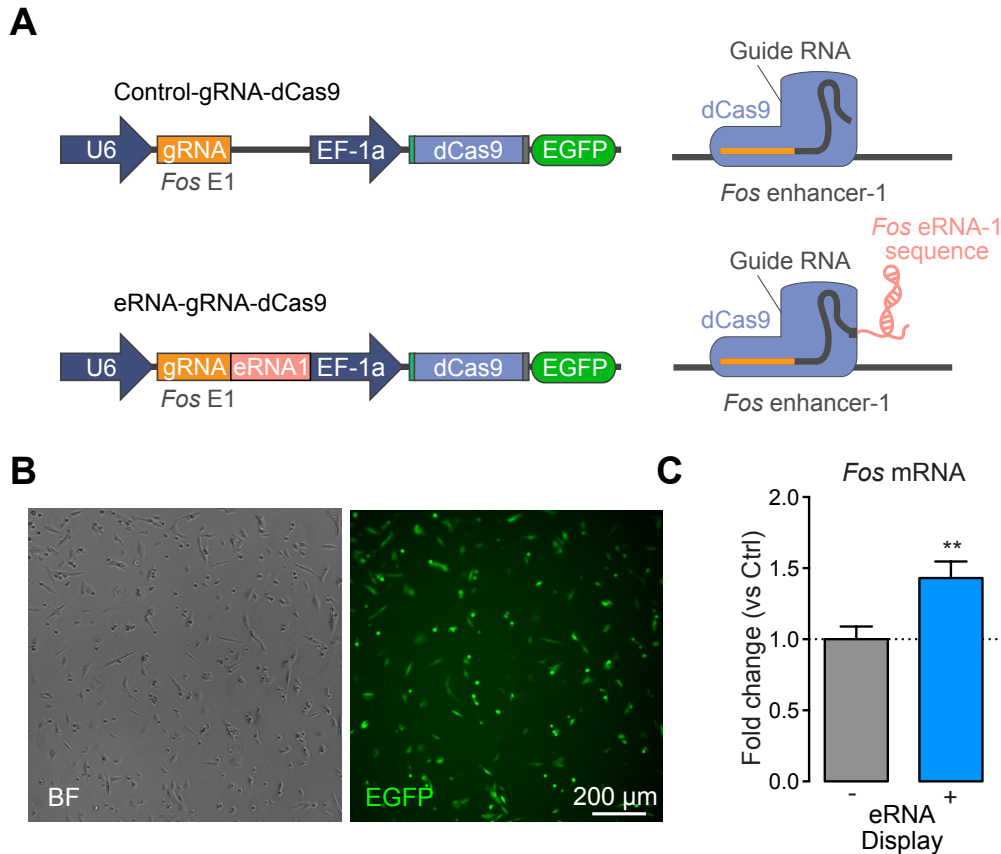 A
Control-gRNA-dCas9
U6
gRNA
EF-1a
dCas9
EGFP
Fos E1
Guide RNA
dCas9
Fos enhancer-1
eRNA-gRNA-dCas9
U6
gRNA
eRNA1
EF-1a
dCas9
EGFP
Fos E1
Fos eRNA-1
sequence
Guide RNA
dCas9
Fos enhancer-1
B
BF
EGFP
200 µm
C
Fos mRNA
Fold change (vs Ctrl)
2.0
1.5
1.0
0.5
0.0
**
- +
eRNA
Display